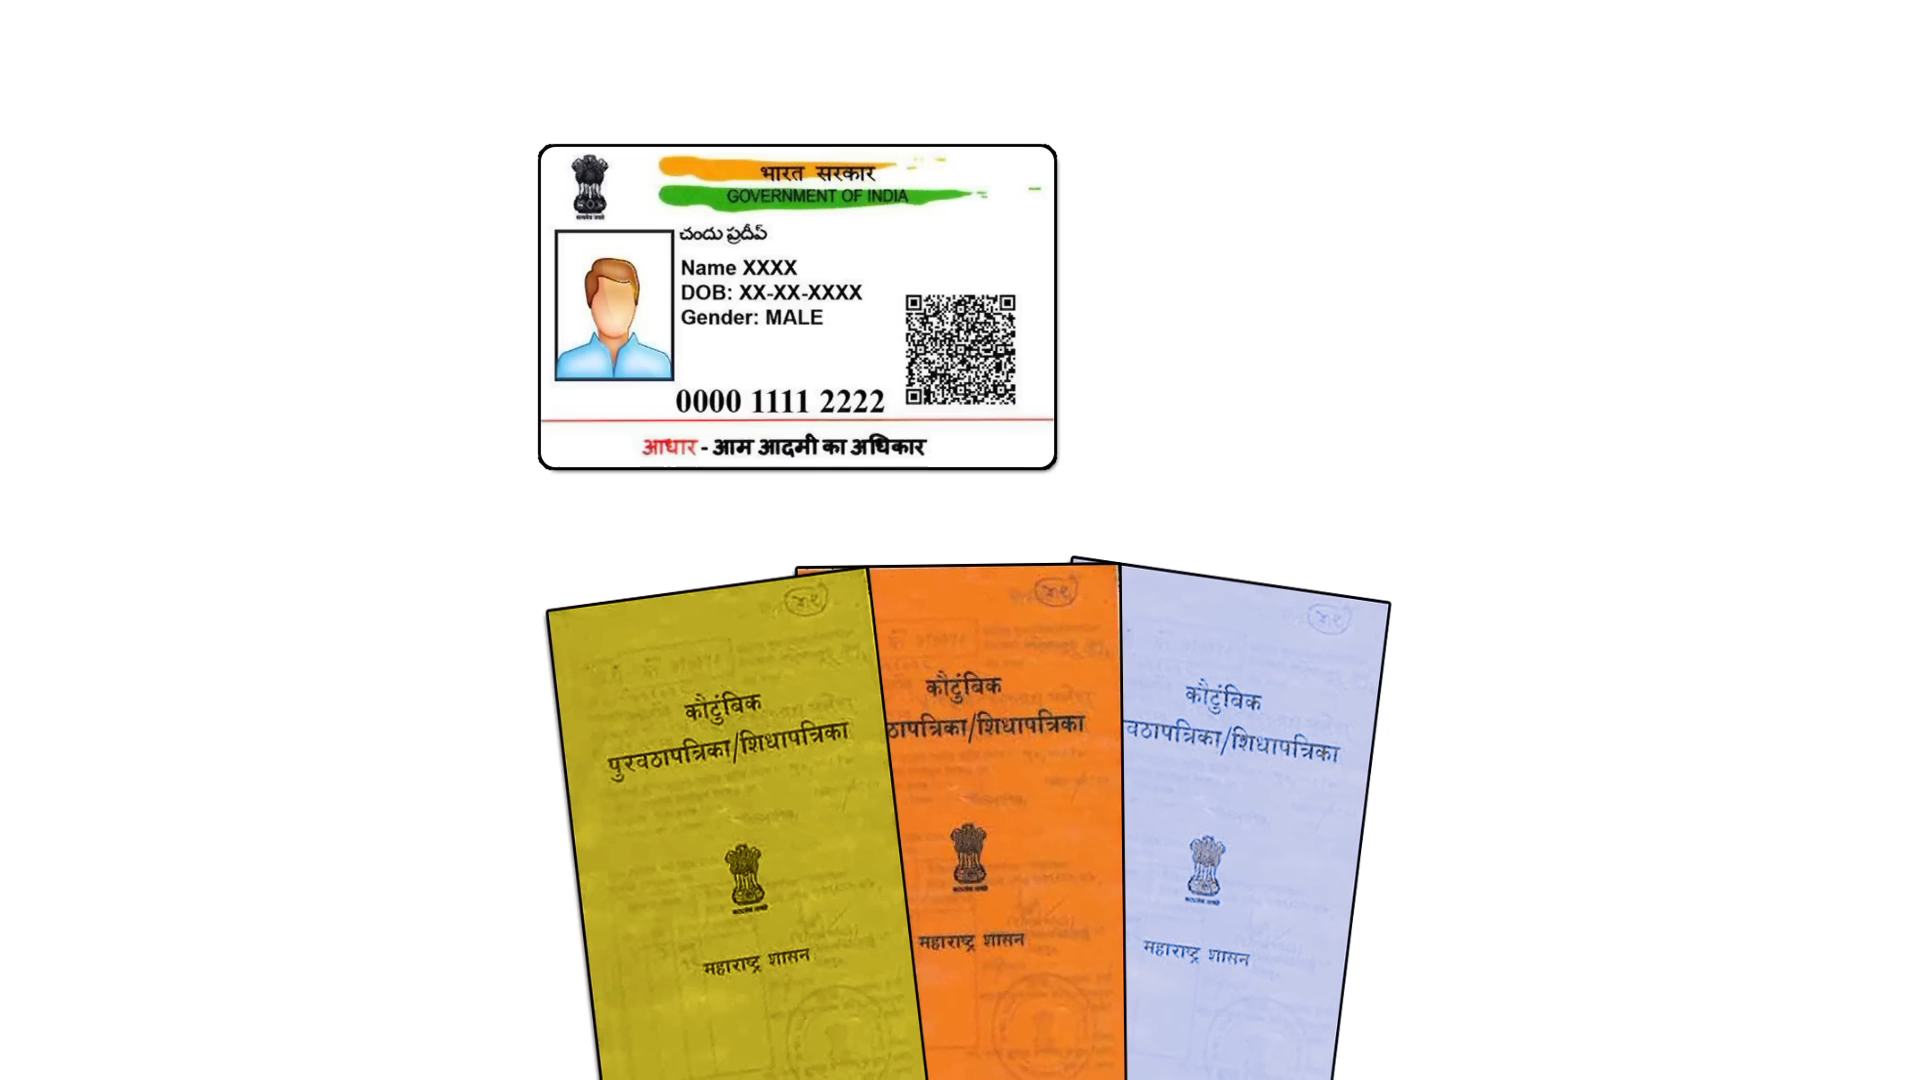 भारत सरकार
GOVERNMENT OF INDIA
చందు ప్రదీప్
Name XXXX
DOB: XX-XX-XXXX
Gender: MALE
0000 1111 2222
आधार - आम आदमी का अधिकार
कौटुंबिक
पुरवठापत्रिका/शिधापत्रिका
महाराष्ट्र शासन
कौटुंबिक
ठापत्रिका/शिधापत्रिका
महाराष्ट्र शासन
कौटुंबिक
वठापत्रिका/शिधापत्रिका
महाराष्ट्र शासन